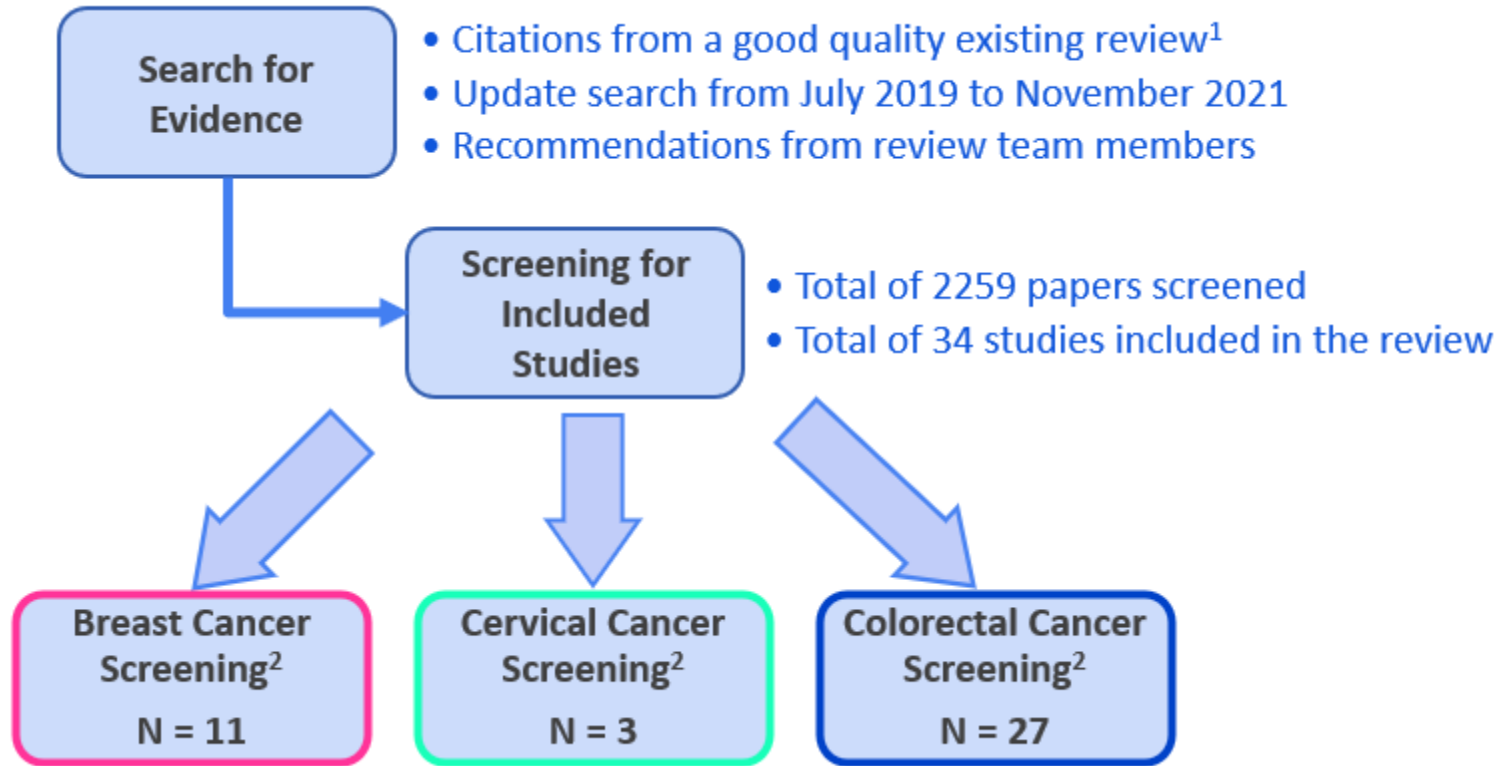 Search for
Evidence
• Citations from a good quality existing review¹
• Update search from July 2019 to November 2021
• Recommendations from review team members
Screening for
Included
Studies
• Total of 2259 papers screened
• Total of 34 studies included in the review
Breast Cancer
Screening²
N = 11
Cervical Cancer
Screening²
N = 3
Colorectal Cancer
Screening²
N = 27